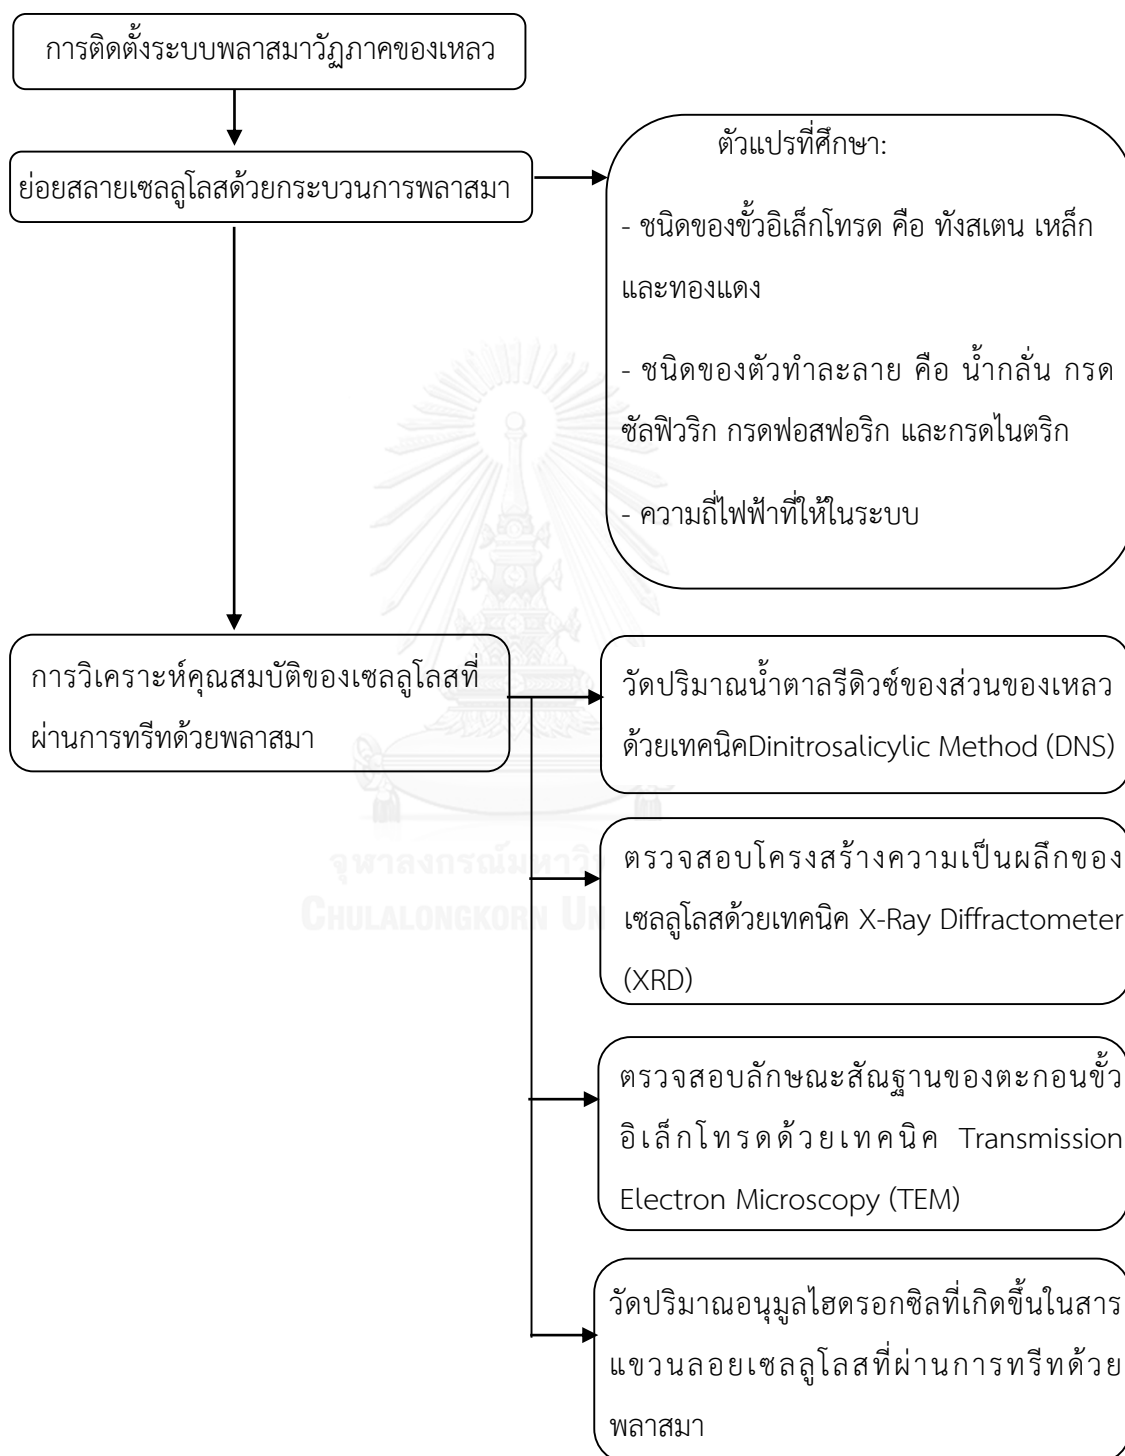 การติดตั้งระบบพลาสมาวัฏภาคของเหลว
ย่อยสลายเซลลูโลสด้วยกระบวนการพลาสมา
ตัวแปรที่ศึกษา:
- ชนิดของขั้วอิเล็กโทรด คือ ทังสเตน เหล็ก
และทองแดง
- ชนิดของตัวทำละลาย คือ น้ำกลั่น กรด
ซัลฟิวริก กรดฟอสฟอริก และกรดไนตริก
- ความถี่ไฟฟ้าที่ให้ในระบบ
การวิเคราะห์คุณสมบัติของเซลลูโลสที่
ผ่านการทรีทด้วยพลาสมา
วัดปริมาณน้ำตาลรีดิวซ์ของส่วนของเหลว
ด้วยเทคนิคDinitrosalicylic Method (DNS)
ตรวจสอบโครงสร้างความเป็นผลึกของ
เซลลูโลสด้วยเทคนิค X-Ray Diffractometer
(XRD)
ตรวจสอบลักษณะสัณฐานของตะกอนขั้ว
อิเล็กโทรดด้วยเทคนิค Transmission
Electron Microscopy (TEM)
วัดปริมาณอนุมูลไฮดรอกซิลที่เกิดขึ้นในสาร
แขวนลอยเซลลูโลสที่ผ่านการทรีทด้วย
พลาสมา
จุฬาลงกรณ์มหาวิ
CHULALONGKORN UN